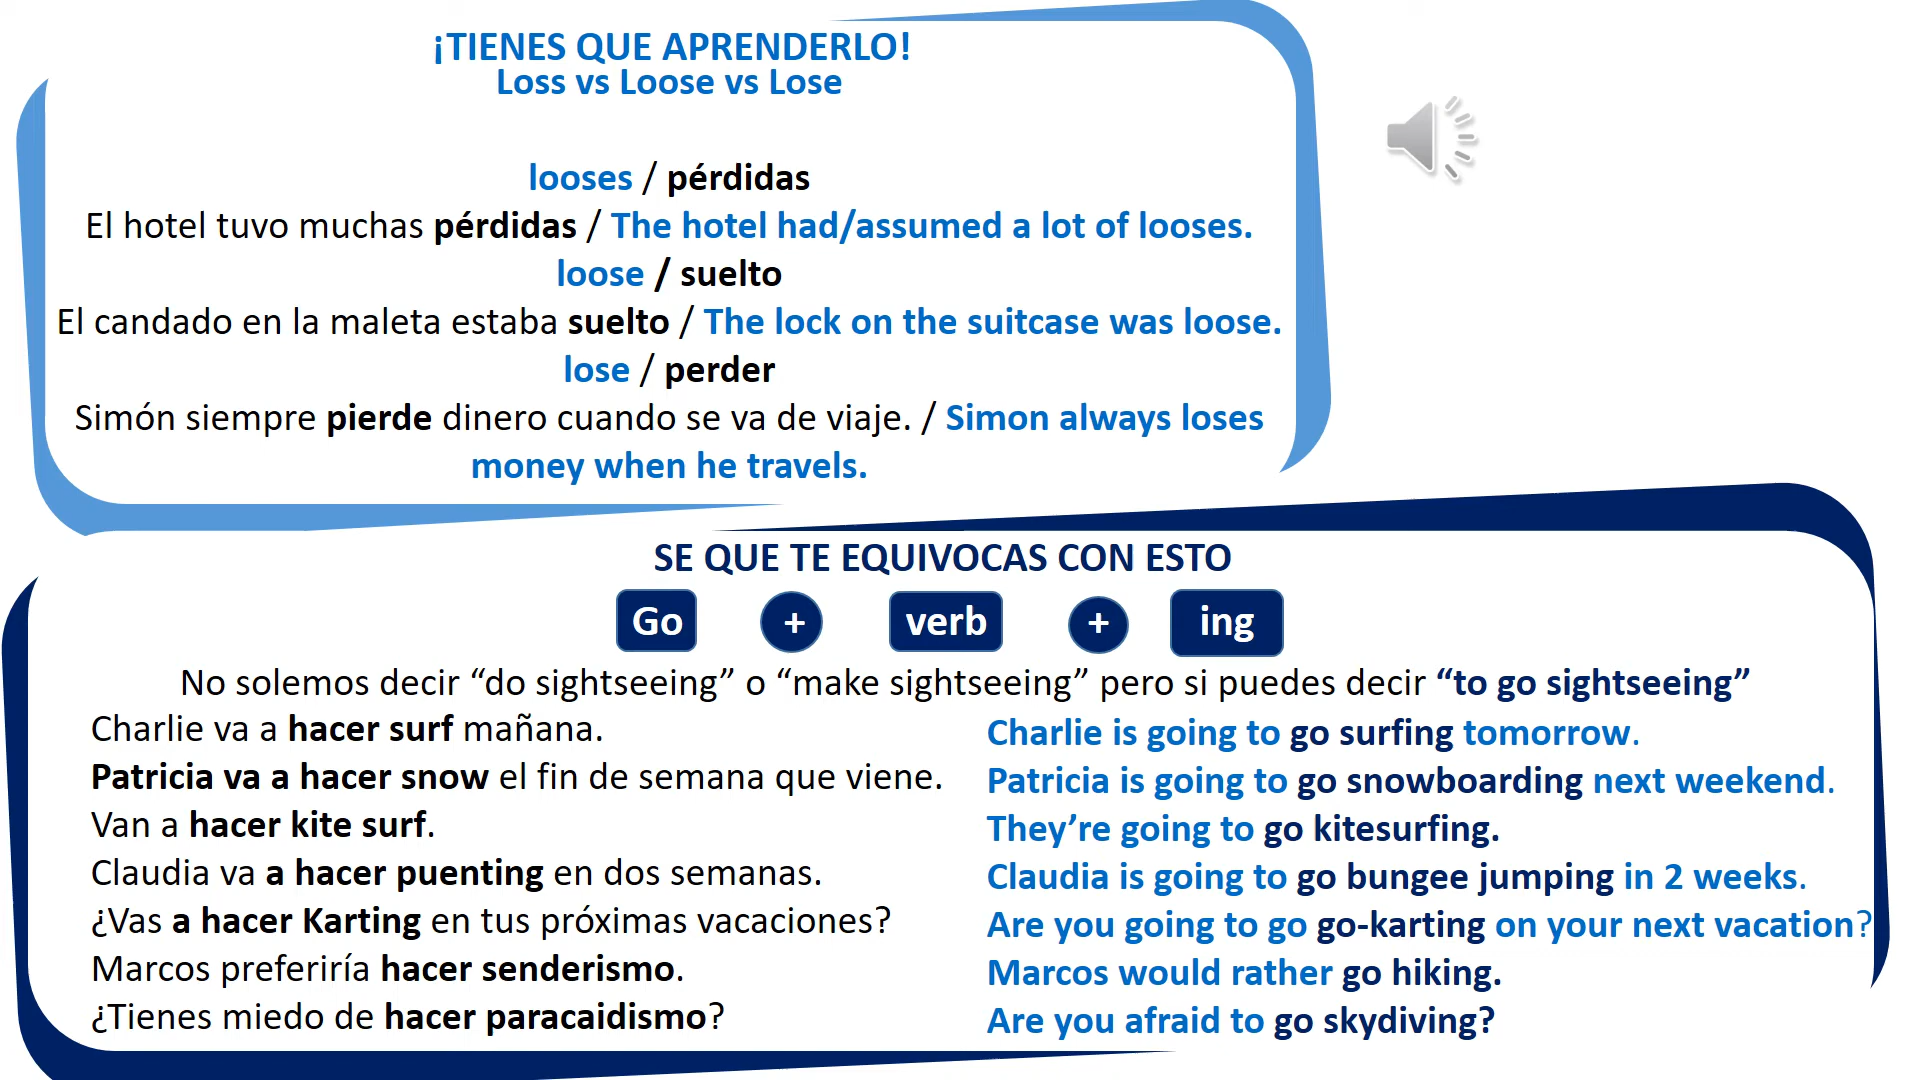 ¡TIENES QUE APRENDERLO!
Loss vs Loose vs Lose
looses / pérdidas
El hotel tuvo muchas pérdidas / The hotel had/assumed a lot of looses.
loose / suelto
El candado en la maleta estaba suelto / The lock on the suitcase was loose.
lose / perder
Simón siempre pierde dinero cuando se va de viaje. / Simon always loses
money when he travels.
SE QUE TE EQUIVOCAS CON ESTO
Go + verb + ing
No solemos decir “do sightseeing” o “make sightseeing” pero si puedes decir “to go sightseeing”
Charlie va a hacer surf mañana.
Patricia va a hacer snow el fin de semana que viene.
Van a hacer kite surf.
Claudia va a hacer puenting en dos semanas.
¿Vas a hacer Karting en tus próximas vacaciones?
Marcos preferiría hacer senderismo.
¿Tienes miedo de hacer paracaidismo?
Charlie is going to go surfing tomorrow.
Patricia is going to go snowboarding next weekend.
They’re going to go kitesurfing.
Claudia is going to go bungee jumping in 2 weeks.
Are you going to go go-karting on your next vacation?
Marcos would rather go hiking.
Are you afraid to go skydiving?